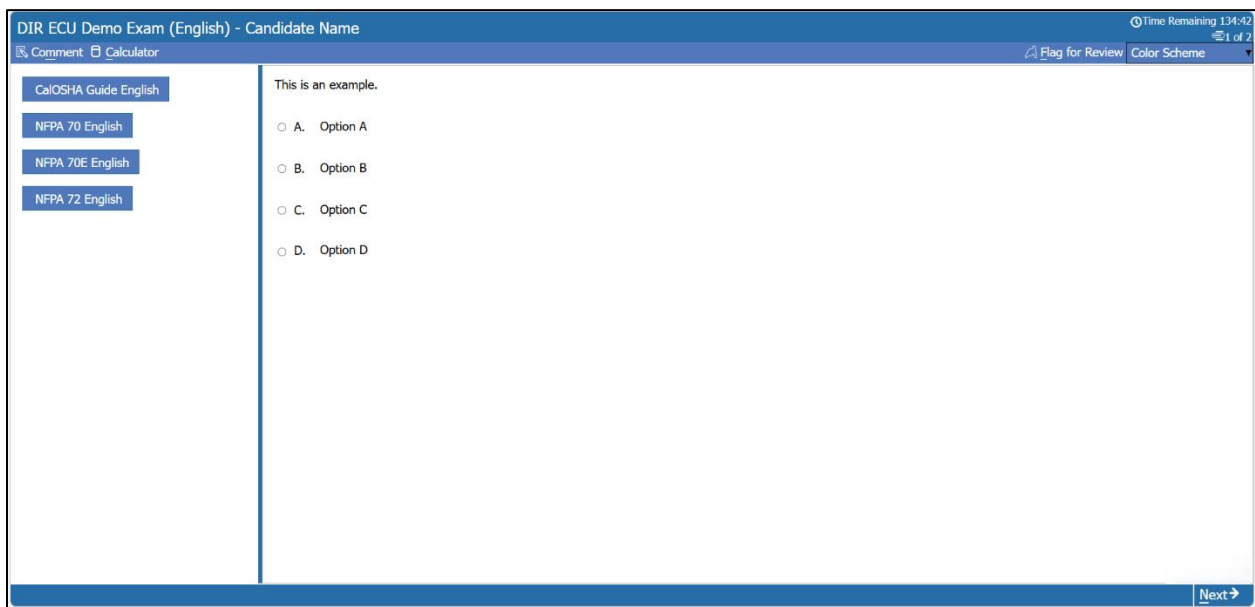 DIR ECU Demo Exam (English) - Candidate Name
Time Remaining 134:42
1 of 2
Comment Calculator
Flag for Review Color Scheme
CalOSHA Guide English
NFPA 70 English
NFPA 70E English
NFPA 72 English
This is an example.
A. Option A
B. Option B
C. Option C
D. Option D
Next